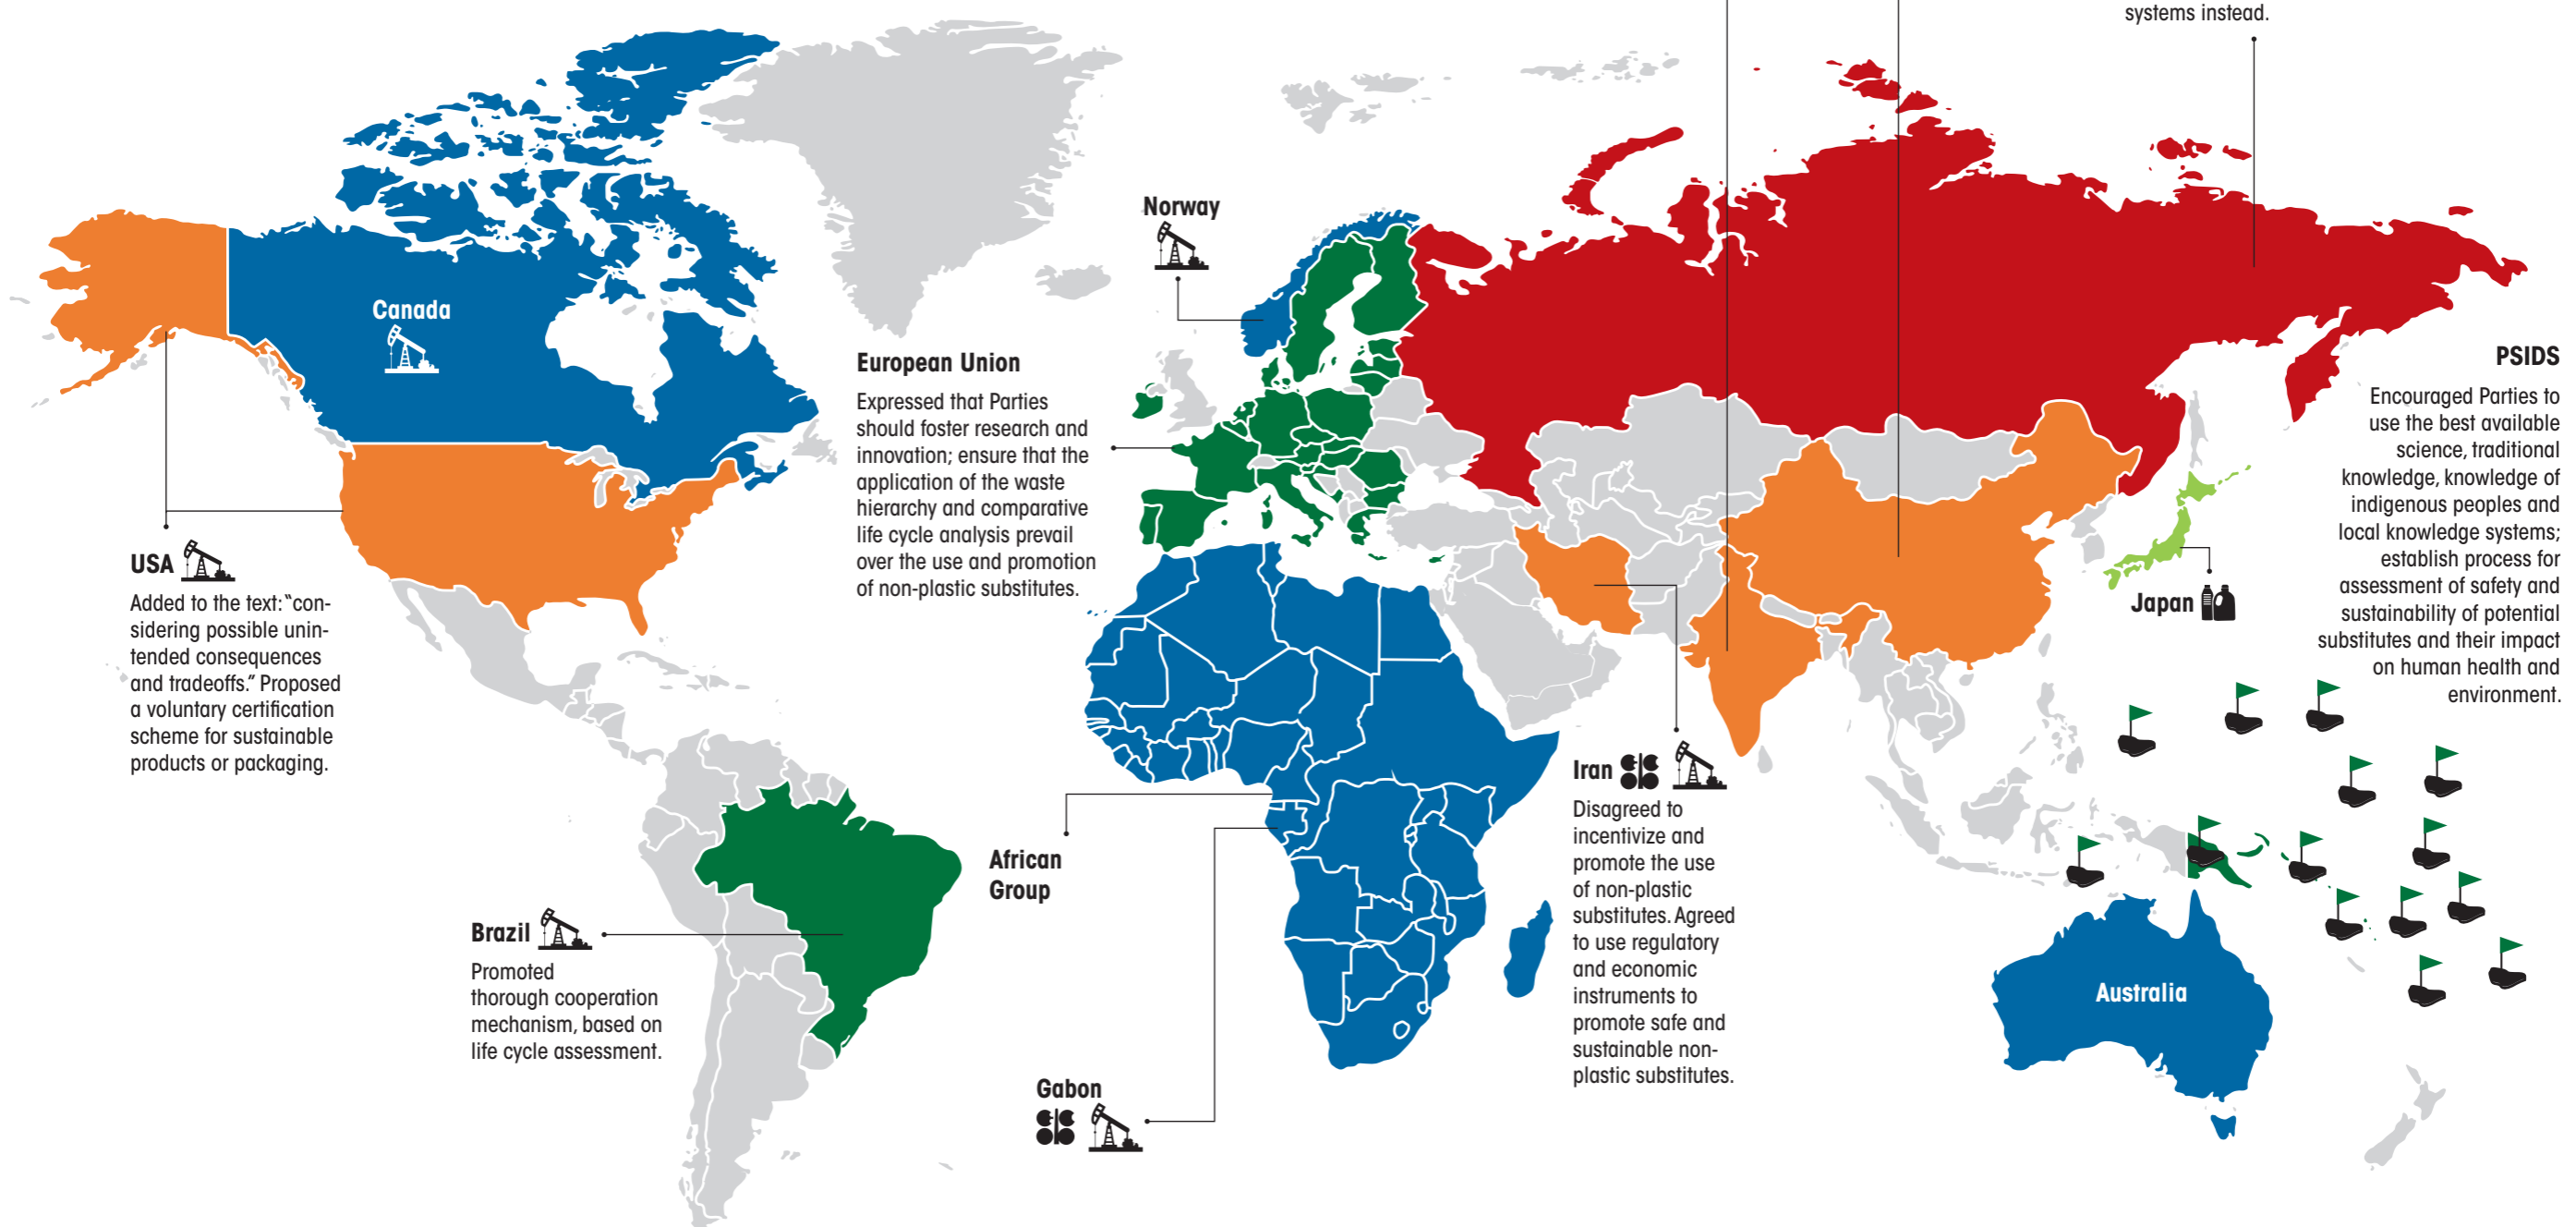 systems instead.
Norway
Canada
European Union
Expressed that Parties
should foster research and
innovation; ensure that the
application of the waste
hierarchy and comparative
life cycle analysis prevail
over the use and promotion
of non-plastic substitutes.
PSIDS
Encouraged Parties to
use the best available
science, traditional
knowledge, knowledge of
indigenous peoples and
local knowledge systems;
establish process for
assessment of safety and
sustainability of potential
substitutes and their impact
on human health and
environment.
USA
Added to the text: “con-
sidering possible unin-
tended consequences
and tradeoffs.” Proposed
a voluntary certification
scheme for sustainable
products or packaging.
Japan
Iran
Disagreed to
incentivize and
promote the use
of non-plastic
substitutes. Agreed
to use regulatory
and economic
instruments to
promote safe and
sustainable non-
plastic substitutes.
African
Group
Brazil
Promoted
thorough cooperation
mechanism, based on
life cycle assessment.
Australia
Gabon